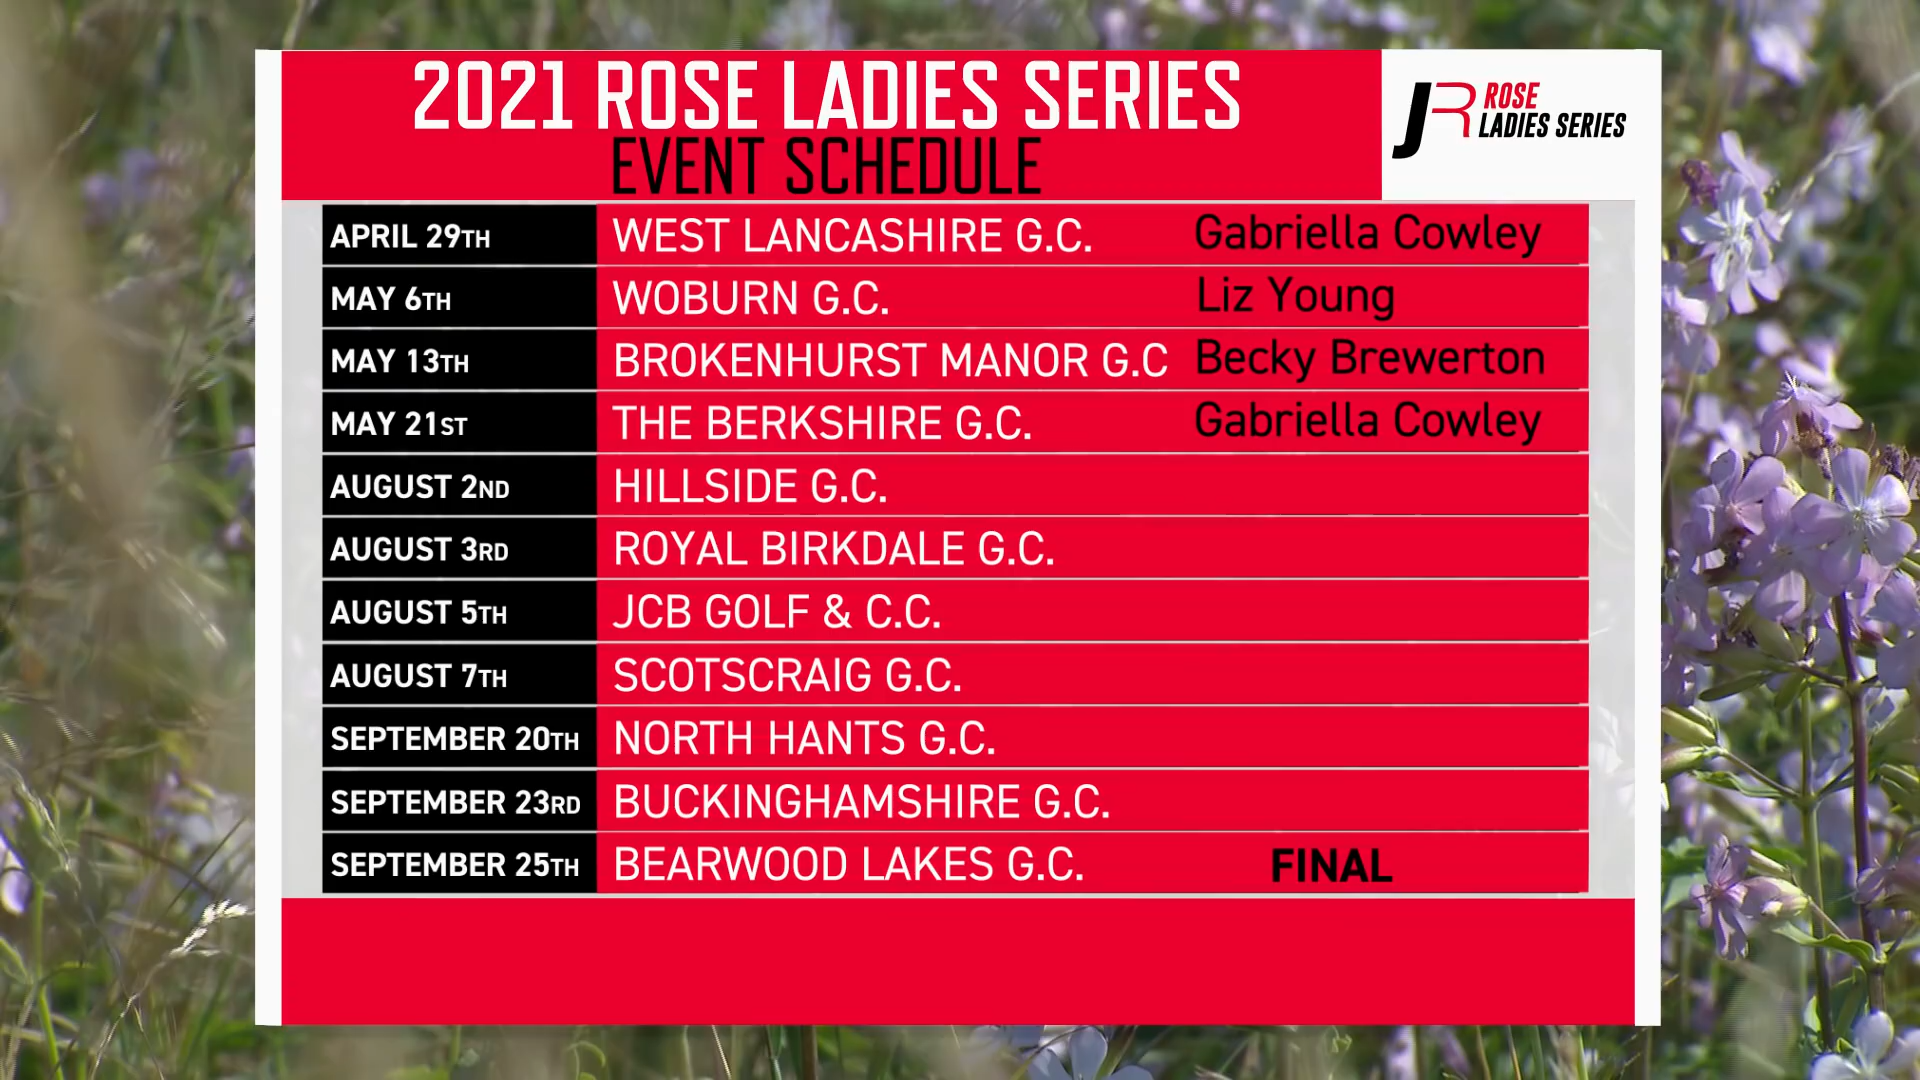 2021 ROSE LADIES SERIES
EVENT SCHEDULE
JR ROSE
LADIES SERIES
APRIL 29TH WEST LANCASHIRE G.C. Gabriella Cowley
MAY 6TH WOBURN G.C. Liz Young
MAY 13TH BROKENHURST MANOR G.C Becky Brewerton
MAY 21ST THE BERKSHIRE G.C. Gabriella Cowley
AUGUST 2ND HILLSIDE G.C.
AUGUST 3RD ROYAL BIRKDALE G.C.
AUGUST 5TH JCB GOLF & C.C.
AUGUST 7TH SCOTSCRAIG G.C.
SEPTEMBER 20TH NORTH HANTS G.C.
SEPTEMBER 23RD BUCKINGHAMSHIRE G.C.
SEPTEMBER 25TH BEARWOOD LAKES G.C. FINAL